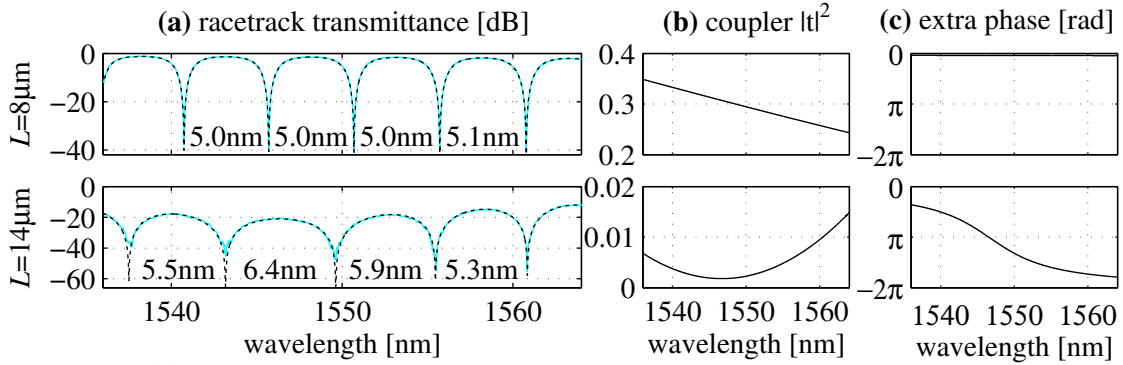 (a) racetrack transmittance [dB] (b) coupler |t|² (c) extra phase [rad]
L=8µm
0
−20
−40
5.0nm 5.0nm 5.0nm 5.1nm
0.4
0.3
0.2
0
π
−2π
L=14µm
0
−20
−40
−60
5.5nm 6.4nm 5.9nm 5.3nm
0.02
0.01
0
0
π
−2π
1540 1550 1560 1540 1550 1560 1540 1550 1560
wavelength [nm] wavelength [nm] wavelength [nm]